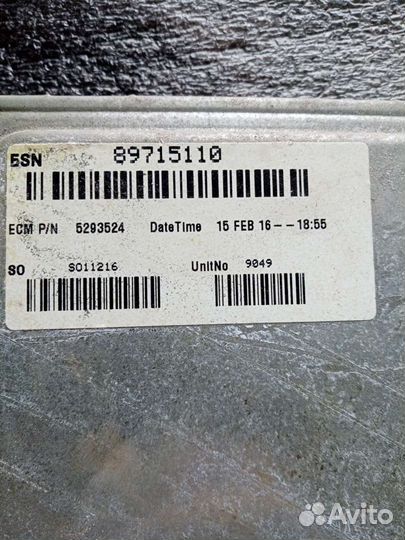 ESN 89715110
ECM P/N 5293524 DateTime 15 FEB 16 -- 18:55
SO SO11216 UnitNo 9049
Avito